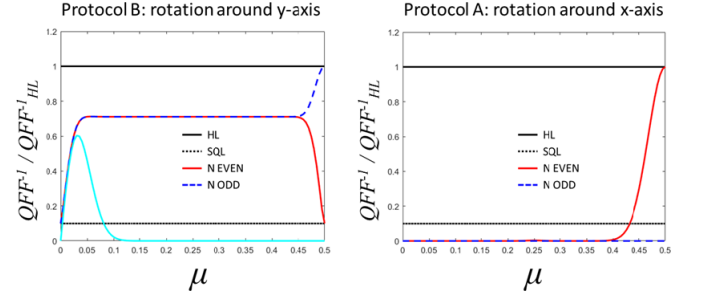 Protocol B: rotation around y-axis
1.2
1
0.8
0.6
0.4
0.2
0
QFF⁻¹ / QFF⁻¹HL
HL
SQL
N EVEN
N ODD
0 0.05 0.1 0.15 0.2 0.25 0.3 0.35 0.4 0.45 0.5
μ
Protocol A: rotation around x-axis
1.2
1
0.8
0.6
0.4
0.2
0
QFF⁻¹ / QFF⁻¹HL
HL
SQL
N EVEN
N ODD
0 0.05 0.1 0.15 0.2 0.25 0.3 0.35 0.4 0.45 0.5
μ